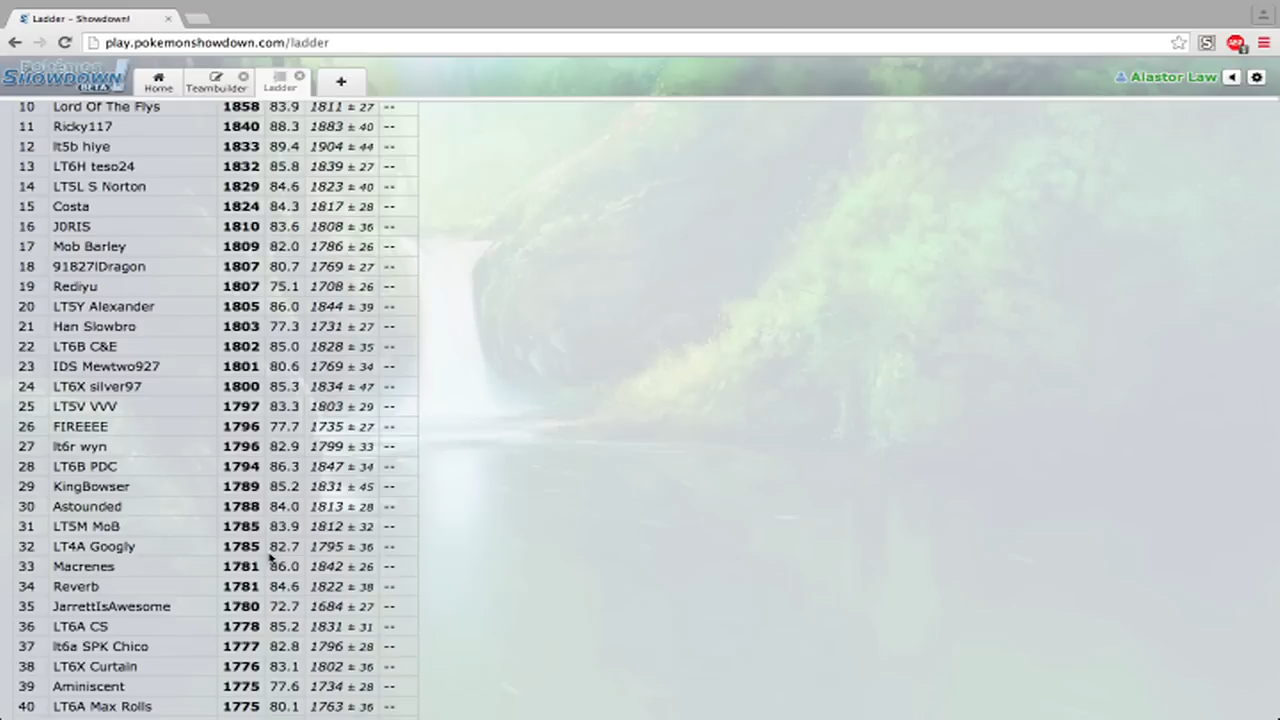 Ladder - Showdown!
play.pokemonshowdown.com/ladder
Pokémon
SHOWDOWN!
BETA
Home
Teambuilder
Ladder
Alastor Law
10 Lord Of The Flys 1858 83.9 1811 ± 27 --
11 Ricky117 1840 88.3 1883 ± 40 --
12 lt5b hiye 1833 89.4 1904 ± 44 --
13 LT6H teso24 1832 85.8 1839 ± 27 --
14 LT5L S Norton 1829 84.6 1823 ± 40 --
15 Costa 1824 84.3 1817 ± 28 --
16 J0RIS 1810 83.6 1808 ± 36 --
17 Mob Barley 1809 82.0 1786 ± 26 --
18 91827lDragon 1807 80.7 1769 ± 27 --
19 Rediyu 1807 75.1 1708 ± 26 --
20 LT5Y Alexander 1805 86.0 1844 ± 39 --
21 Han Slowbro 1803 77.3 1731 ± 27 --
22 LT6B C&E 1802 85.0 1828 ± 35 --
23 IDS Mewtwo927 1801 80.6 1769 ± 34 --
24 LT6X silver97 1800 85.3 1834 ± 47 --
25 LT5V VVV 1797 83.3 1803 ± 29 --
26 FIREEEE 1796 77.7 1735 ± 27 --
27 lt6r wyn 1796 82.9 1799 ± 33 --
28 LT6B PDC 1794 86.3 1847 ± 34 --
29 KingBowser 1789 85.2 1831 ± 45 --
30 Astounded 1788 84.0 1813 ± 28 --
31 LT5M MoB 1785 83.9 1812 ± 32 --
32 LT4A Googly 1785 82.7 1795 ± 36 --
33 Macrenes 1781 86.0 1842 ± 26 --
34 Reverb 1781 84.6 1822 ± 38 --
35 JarrettIsAwesome 1780 72.7 1684 ± 27 --
36 LT6A CS 1778 85.2 1831 ± 31 --
37 lt6a SPK Chico 1777 82.8 1796 ± 28 --
38 LT6X Curtain 1776 83.1 1802 ± 36 --
39 Aminiscent 1775 77.6 1734 ± 28 --
40 LT6A Max Rolls 1775 80.1 1763 ± 36 --